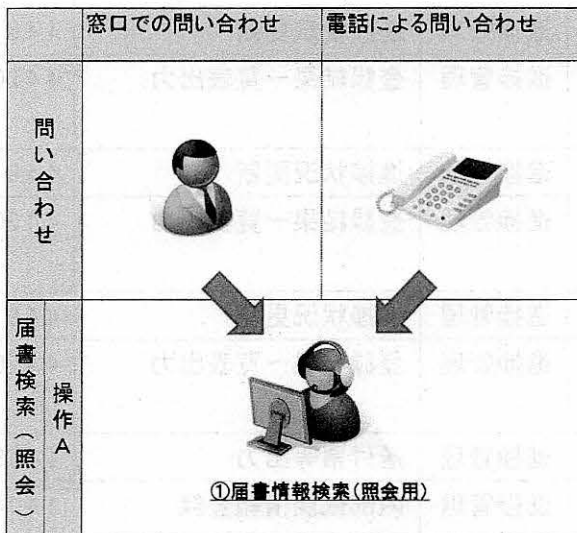 窓口での問い合わせ
電話による問い合わせ
問い合わせ
届書検索（照会）
操作A
①届書情報検索(照会用)